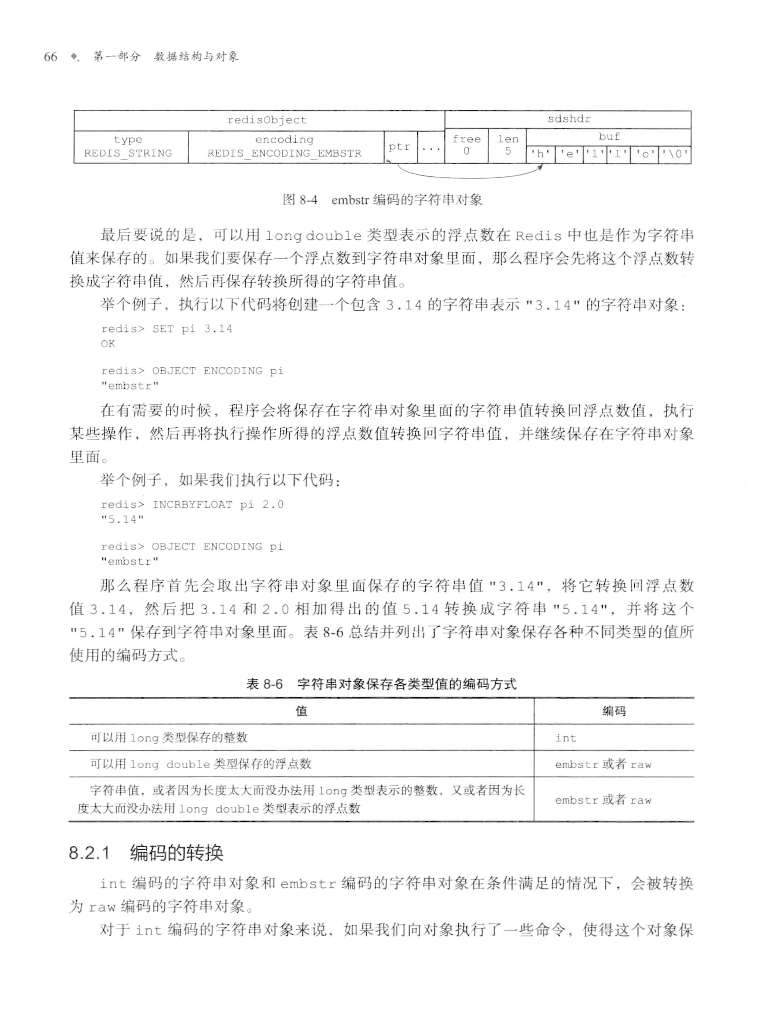 66 第一部分 数据结构与对象
redisObject sdshdr
type encoding ptr ... free len buf
REDIS_STRING REDIS_ENCODING_EMBSTR 0 5 'h' 'e' 'l' 'l' 'o' '\0'
图 8-4 embstr 编码的字符串对象
最后要说的是，可以用 long double 类型表示的浮点数在 Redis 中也是作为字符串
值来保存的。如果我们要保存一个浮点数到字符串对象里面，那么程序会先将这个浮点数转
换成字符串值，然后再保存转换所得的字符串值。
举个例子，执行以下代码将创建一个包含 3.14 的字符串表示 "3.14" 的字符串对象：
redis> SET pi 3.14
OK
redis> OBJECT ENCODING pi
"embstr"
在有需要的时候，程序会将保存在字符串对象里面的字符串值转换回浮点数值，执行
某些操作，然后再将执行操作所得的浮点数值转换回字符串值，并继续保存在字符串对象
里面。
举个例子，如果我们执行以下代码：
redis> INCRBYFLOAT pi 2.0
"5.14"
redis> OBJECT ENCODING pi
"embstr"
那么程序首先会取出字符串对象里面保存的字符串值 "3.14"，将它转换回浮点数
值 3.14，然后把 3.14 和 2.0 相加得出的值 5.14 转换成字符串 "5.14"，并将这个
"5.14" 保存到字符串对象里面。表 8-6 总结并列出了字符串对象保存各种不同类型的值所
使用的编码方式。
表 8-6 字符串对象保存各类型值的编码方式
值 编码
可以用 long 类型保存的整数 int
可以用 long double 类型保存的浮点数 embstr 或者 raw
字符串值，或者因为长度太大而没办法用 long 类型表示的整数，又或者因为长
度太大而没办法用 long double 类型表示的浮点数 embstr 或者 raw
8.2.1 编码的转换
int 编码的字符串对象和 embstr 编码的字符串对象在条件满足的情况下，会被转换
为 raw 编码的字符串对象。
对于 int 编码的字符串对象来说，如果我们向对象执行了一些命令，使得这个对象保